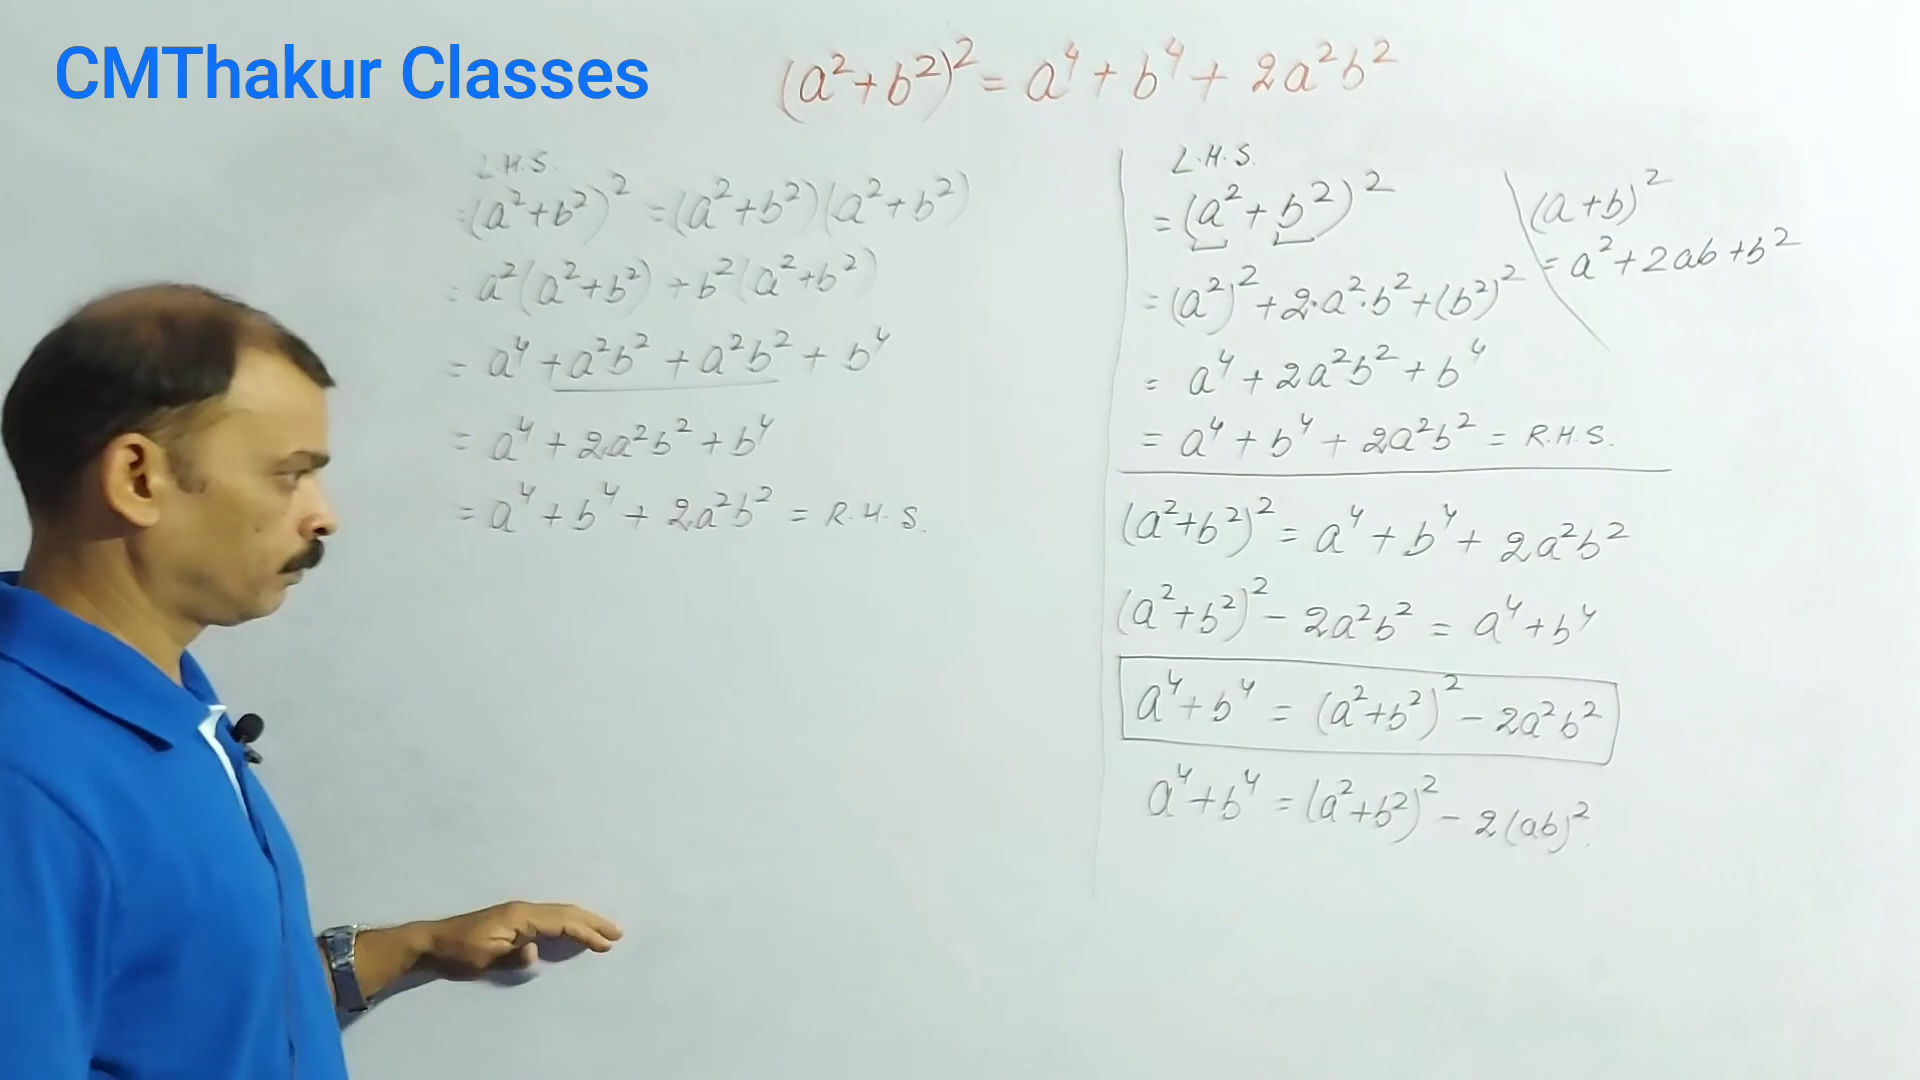 CMThakur Classes
(a²+b²)² = a⁴ + b⁴ + 2a²b²
L.H.S.
=(a²+b²)² =(a²+b²)(a²+b²)
= a²(a²+b²) + b²(a²+b²)
= a⁴ + a²b² + a²b² + b⁴
= a⁴ + 2a²b² + b⁴
= a⁴ + b⁴ + 2a²b² = R.H.S.
L.H.S.
= (a² + b²)²
= (a²)² + 2·a²·b² + (b²)²
= a⁴ + 2a²b² + b⁴
= a⁴ + b⁴ + 2a²b² = R.H.S.
(a+b)²
= a² + 2ab + b²
(a²+b²)² = a⁴ + b⁴ + 2a²b²
(a²+b²)² - 2a²b² = a⁴ + b⁴
a⁴ + b⁴ = (a²+b²)² - 2a²b²
a⁴ + b⁴ = (a²+b²)² - 2(ab)².